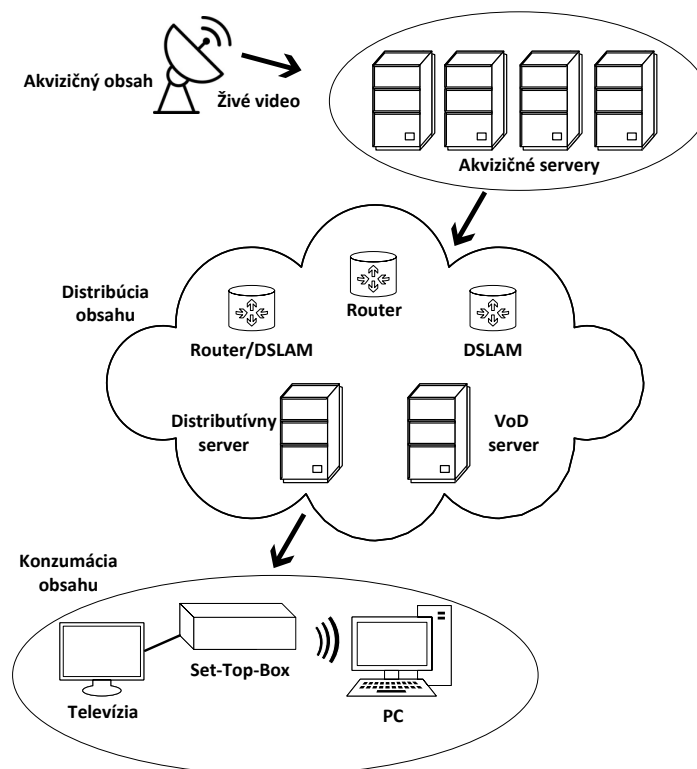 Akvizičný obsah
Živé video
Akvizičné servery
Distribúcia
obsahu
Router
Router/DSLAM
DSLAM
Distributívny
server
VoD
server
Konzumácia
obsahu
Set-Top-Box
Televízia
PC